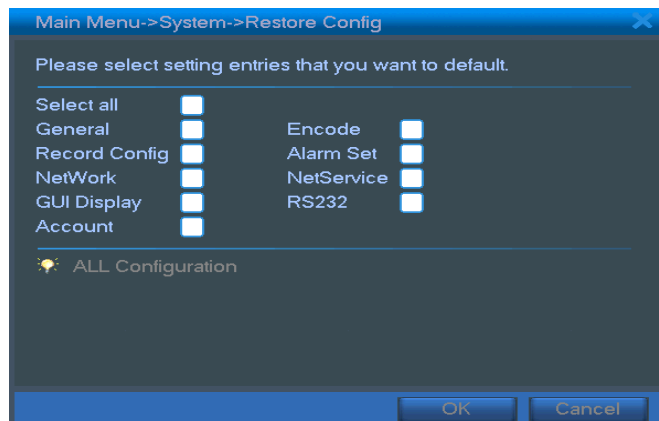 Main Menu->System->Restore Config
Please select setting entries that you want to default.
Select all
General Encode
Record Config Alarm Set
NetWork NetService
GUI Display RS232
Account
ALL Configuration
OK Cancel